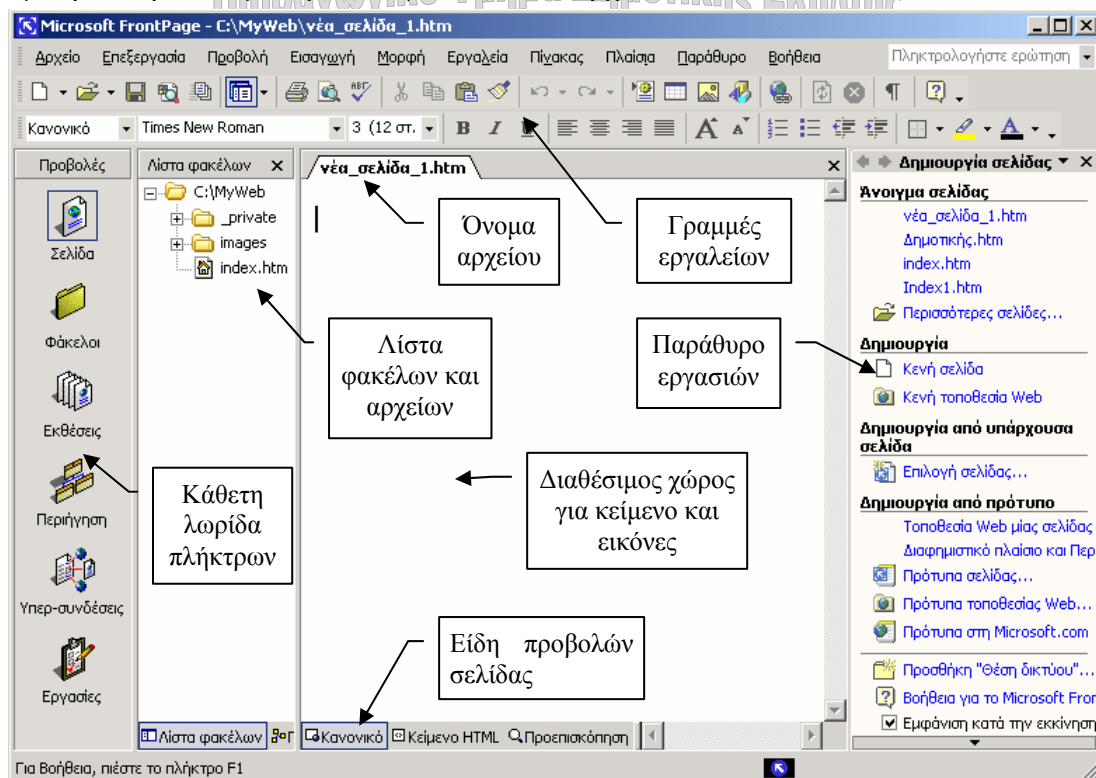 Microsoft FrontPage - C:\MyWeb\νέα_σελίδα_1.htm
Αρχείο Επεξεργασία Προβολή Εισαγωγή Μορφή Εργαλεία Πίνακας Πλαίσια Παράθυρο Βοήθεια Πληκτρολογήστε ερώτηση
Κανονικό Times New Roman 3 (12 στ. B I U
Προβολές
Σελίδα
Φάκελοι
Εκθέσεις
Περιήγηση
Υπερ-συνδέσεις
Εργασίες
Λίστα φακέλων
C:\MyWeb
_private
images
index.htm
νέα_σελίδα_1.htm
Όνομα
αρχείου
Γραμμές
εργαλείων
Λίστα
φακέλων και
αρχείων
Παράθυρο
εργασιών
Κάθετη
λωρίδα
πλήκτρων
Διαθέσιμος χώρος
για κείμενο και
εικόνες
Είδη προβολών
σελίδας
Δημιουργία σελίδας
Άνοιγμα σελίδας
νέα_σελίδα_1.htm
Δημοτικής.htm
index.htm
Index1.htm
Περισσότερες σελίδες...
Δημιουργία
Κενή σελίδα
Κενή τοποθεσία Web
Δημιουργία από υπάρχουσα
σελίδα
Επιλογή σελίδας...
Δημιουργία από πρότυπο
Τοποθεσία Web μίας σελίδας
Διαφημιστικό πλαίσιο και Περ
Πρότυπα σελίδας...
Πρότυπα τοποθεσίας Web...
Πρότυπα στη Microsoft.com
Προσθήκη "Θέση δικτύου"...
Βοήθεια για το Microsoft Fror
Εμφάνιση κατά την εκκίνηση
Λίστα φακέλων Κανονικό Κείμενο HTML Προεπισκόπηση
Για Βοήθεια, πιέστε το πλήκτρο F1